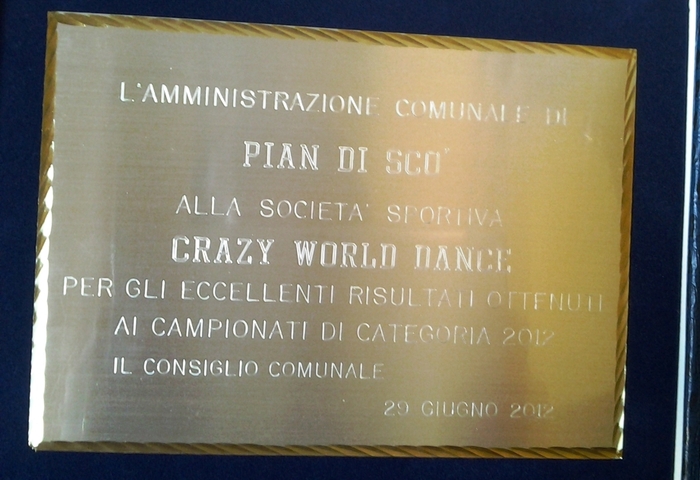 L'AMMINISTRAZIONE COMUNALE DI
PIAN DI SCO'
ALLA SOCIETA' SPORTIVA
CRAZY WORLD DANCE
PER GLI ECCELLENTI RISULTATI OTTENUTI
AI CAMPIONATI DI CATEGORIA 2012
IL CONSIGLIO COMUNALE
29 GIUGNO 2012